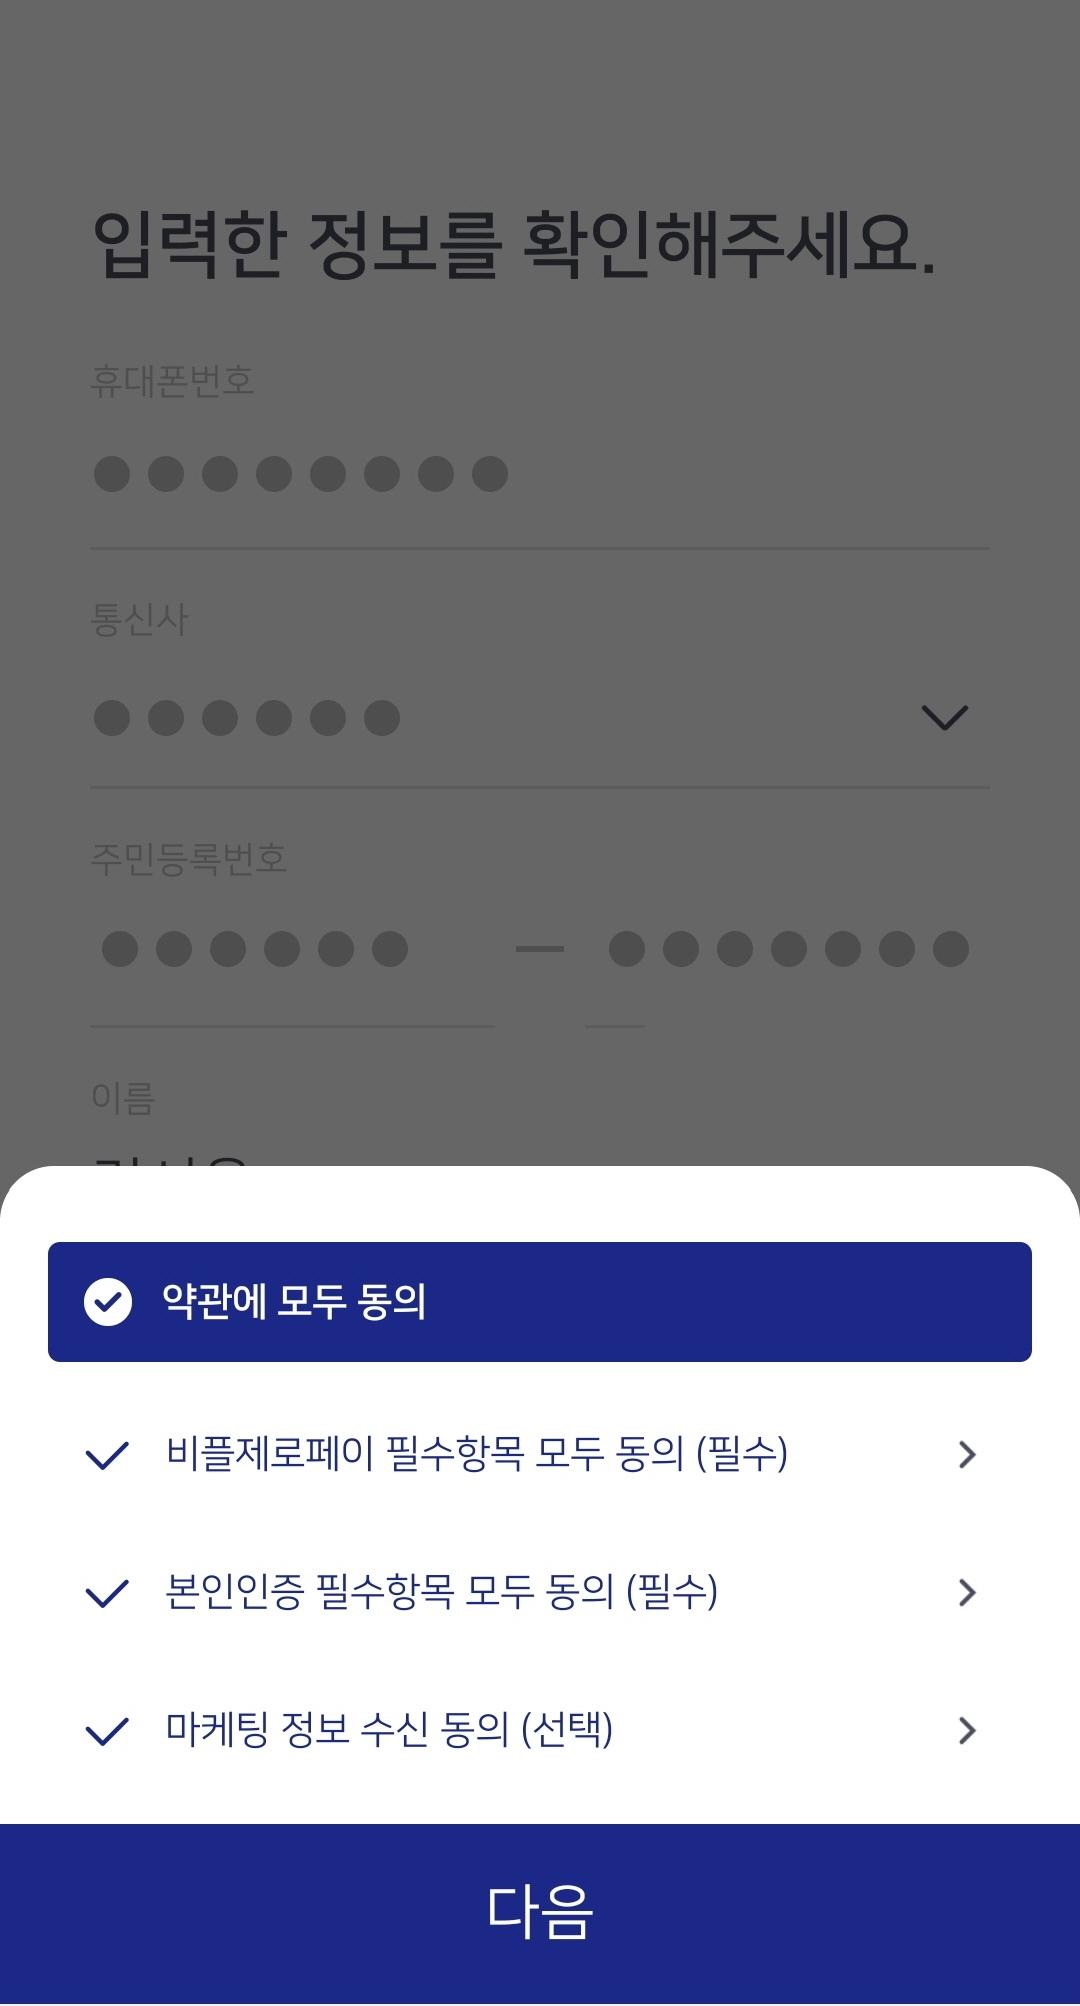 입력한 정보를 확인해주세요.
휴대폰번호
통신사
주민등록번호
이름
약관에 모두 동의
비플제로페이 필수항목 모두 동의 (필수)
본인인증 필수항목 모두 동의 (필수)
마케팅 정보 수신 동의 (선택)
다음